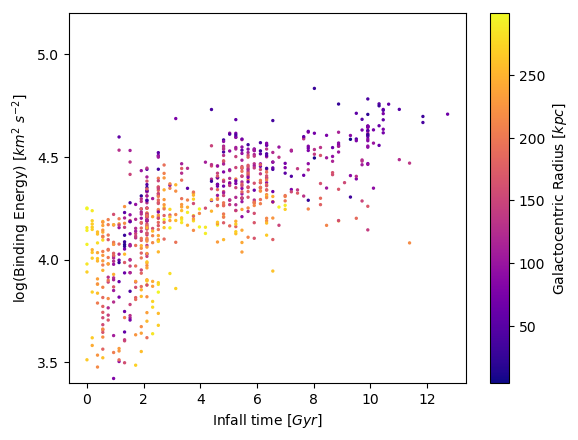 5.0
4.5
4.0
3.5
log(Binding Energy) [km² s⁻²]
0 2 4 6 8 10 12
Infall time [Gyr]
250
200
150
100
50
Galactocentric Radius [kpc]